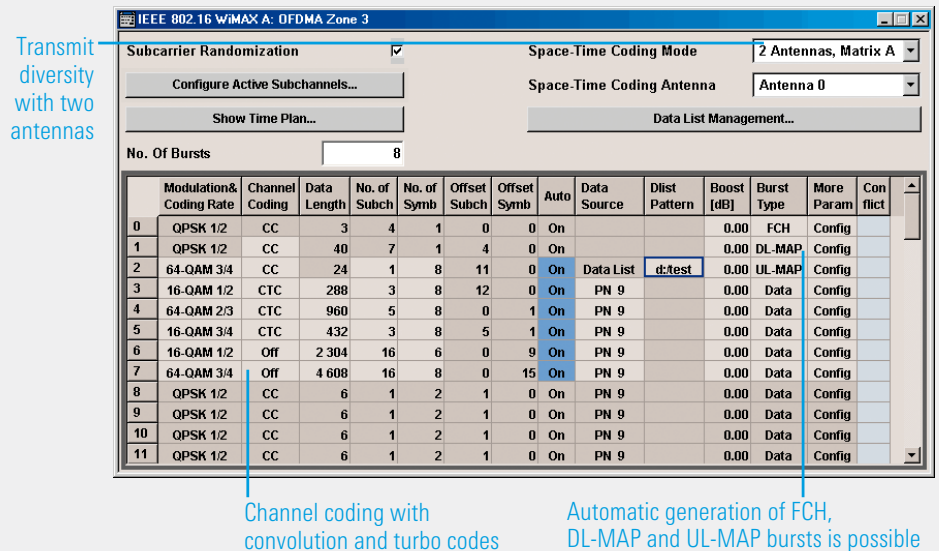 IEEE 802.16 WiMAX A: OFDMA Zone 3
Transmit
diversity
with two
antennas
Subcarrier Randomization
Space-Time Coding Mode 2 Antennas, Matrix A
Configure Active Subchannels...
Space-Time Coding Antenna Antenna 0
Show Time Plan...
Data List Management...
No. Of Bursts 8
Modulation& Channel Data No. of No. of Offset Offset Auto Data Dlist Boost Burst More Con
Coding Rate Coding Length Subch Symb Subch Symb Source Pattern [dB] Type Param flict
0 QPSK 1/2 CC 3 4 1 0 0 On 0.00 FCH Config
1 QPSK 1/2 CC 40 7 1 4 0 On 0.00 DL-MAP Config
2 64-QAM 3/4 CC 24 1 8 11 0 On Data List d:/test 0.00 UL-MAP Config
3 16-QAM 1/2 CTC 288 3 8 12 0 On PN 9 0.00 Data Config
4 64-QAM 2/3 CTC 960 5 8 0 1 On PN 9 0.00 Data Config
5 16-QAM 3/4 CTC 432 3 8 5 1 On PN 9 0.00 Data Config
6 16-QAM 1/2 Off 2 304 16 6 0 9 On PN 9 0.00 Data Config
7 64-QAM 3/4 Off 4 608 16 8 0 15 On PN 9 0.00 Data Config
8 QPSK 1/2 CC 6 1 2 1 0 On PN 9 0.00 Data Config
9 QPSK 1/2 CC 6 1 2 1 0 On PN 9 0.00 Data Config
10 QPSK 1/2 CC 6 1 2 1 0 On PN 9 0.00 Data Config
11 QPSK 1/2 CC 6 1 2 1 0 On PN 9 0.00 Data Config
Channel coding with
convolution and turbo codes
Automatic generation of FCH,
DL-MAP and UL-MAP bursts is possible